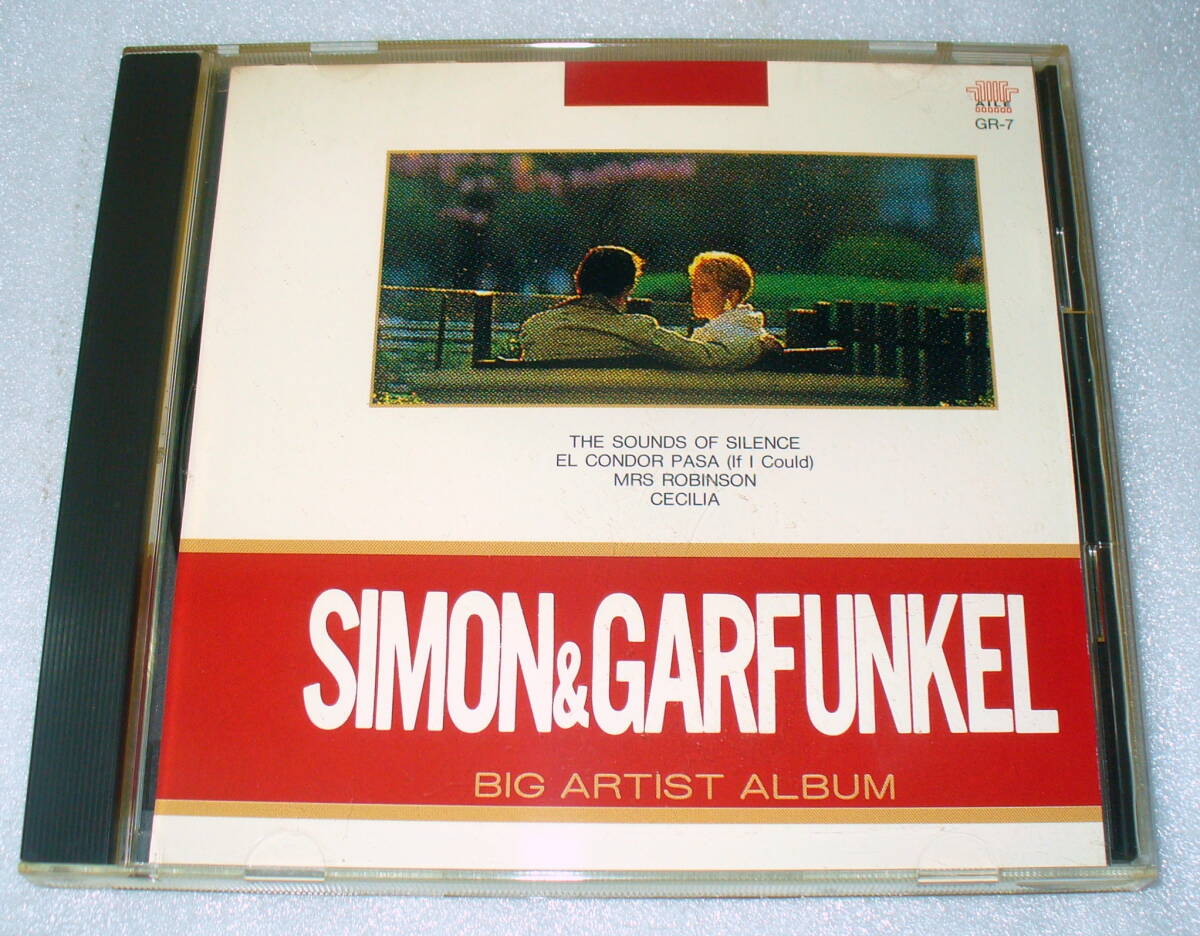 AILE
GR-7
THE SOUNDS OF SILENCE
EL CONDOR PASA (If I Could)
MRS ROBINSON
CECILIA
SIMON&GARFUNKEL
BIG ARTIST ALBUM